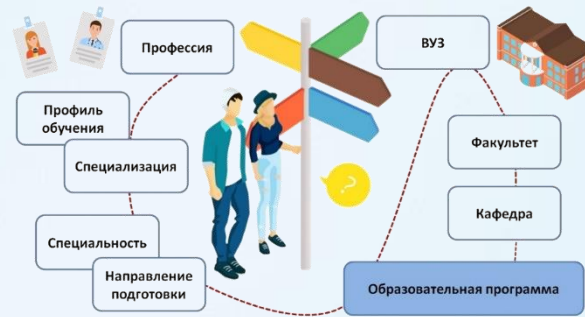 Профессия
ВУЗ
Профиль
обучения
Специализация
Факультет
?
Кафедра
Специальность
Направление
подготовки
Образовательная программа